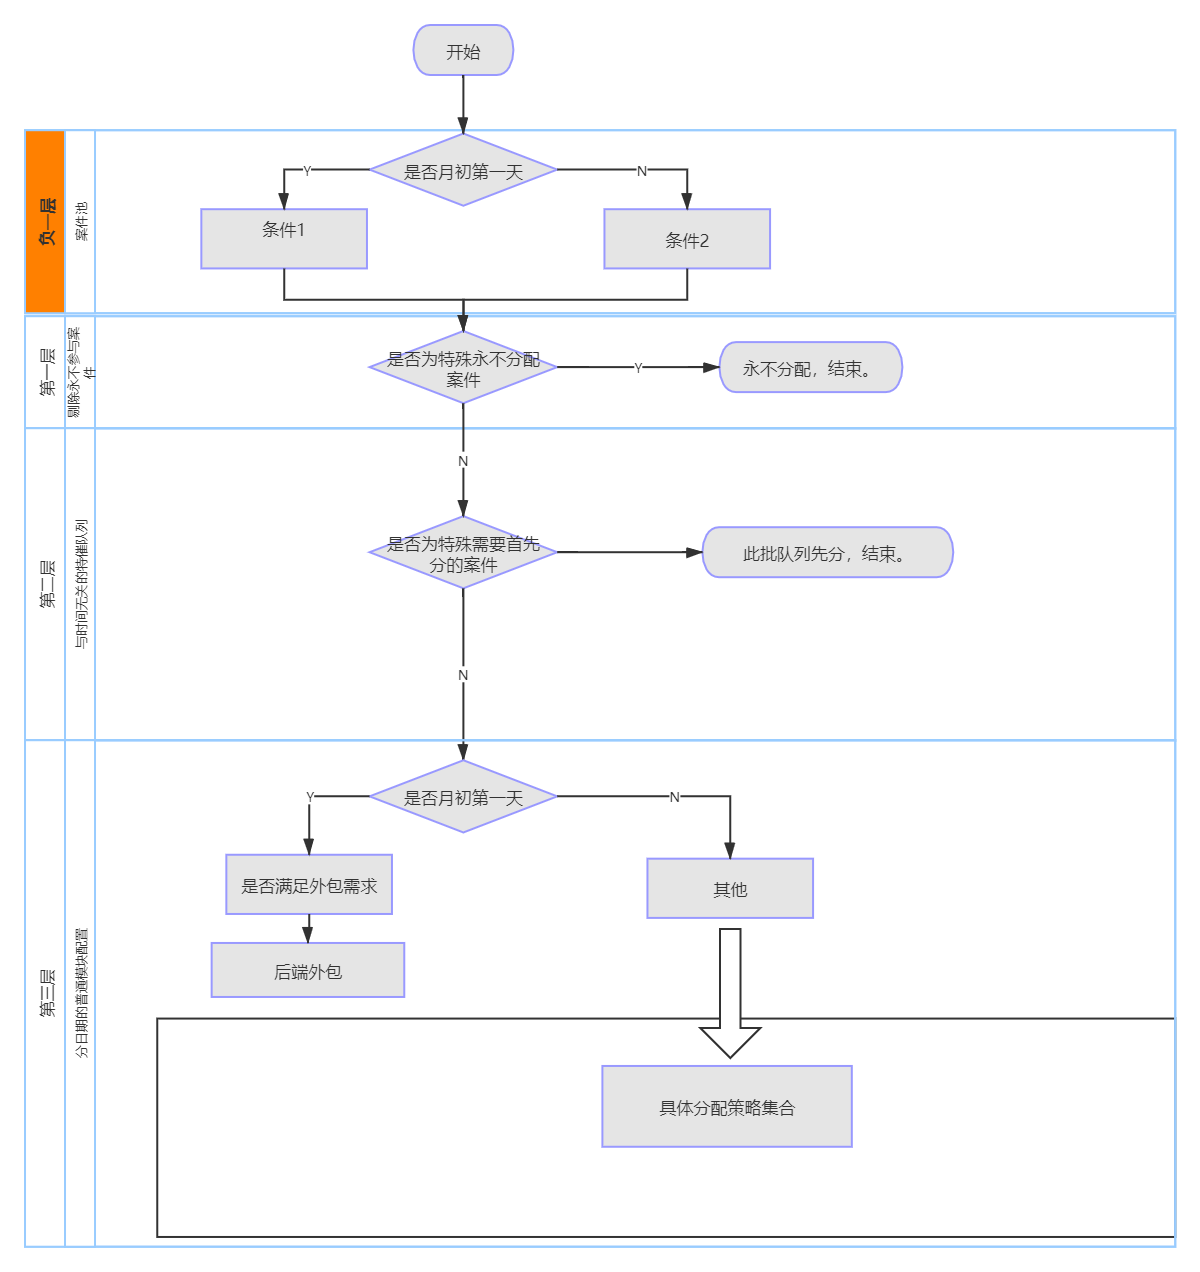 开始
负一层
案件池
是否月初第一天
Y
N
条件1
条件2
第一层
剔除永不参与案
件
是否为特殊永不分配
案件
Y
永不分配，结束。
N
第二层
与时间无关的特催队列
是否为特殊需要首先
分的案件
此批队列先分，结束。
N
第三层
分日期的普通模块配置
是否月初第一天
Y
N
是否满足外包需求
其他
后端外包
具体分配策略集合